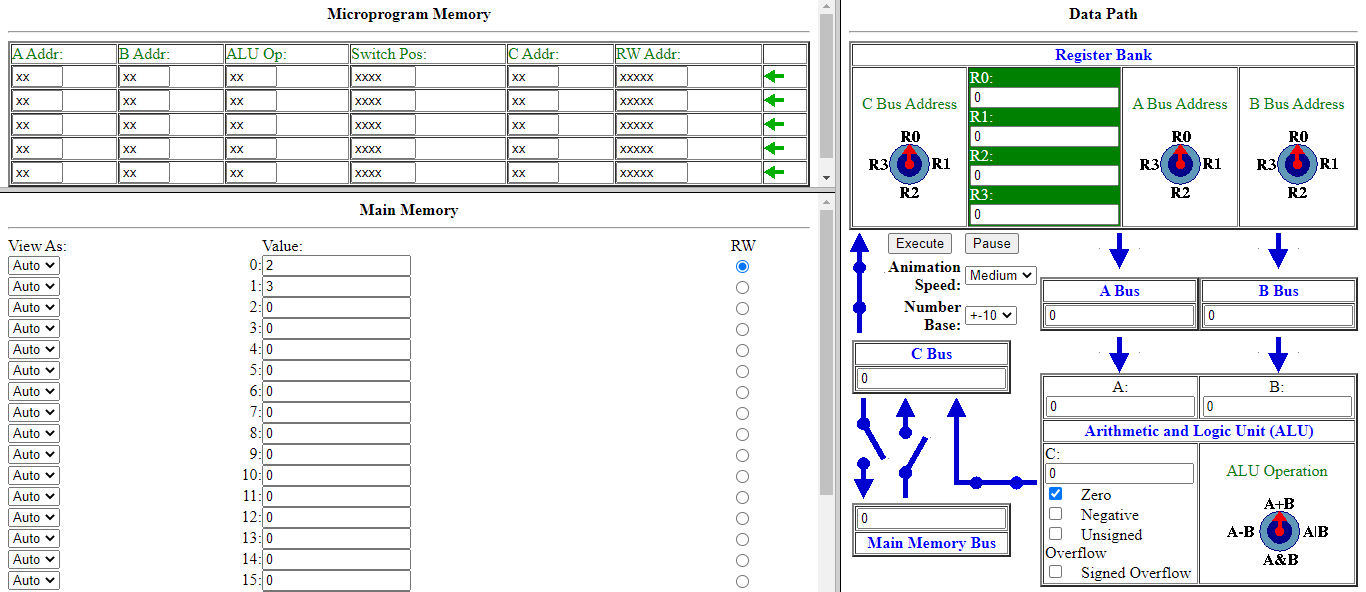 Microprogram Memory
A Addr: B Addr: ALU Op: Switch Pos: C Addr: RW Addr:
xx xx xx xxxx xx xxxxx
xx xx xx xxxx xx xxxxx
xx xx xx xxxx xx xxxxx
xx xx xx xxxx xx xxxxx
xx xx xx xxxx xx xxxxx
Main Memory
View As: Value: RW
Auto 0: 2
Auto 1: 3
Auto 2: 0
Auto 3: 0
Auto 4: 0
Auto 5: 0
Auto 6: 0
Auto 7: 0
Auto 8: 0
Auto 9: 0
Auto 10: 0
Auto 11: 0
Auto 12: 0
Auto 13: 0
Auto 14: 0
Auto 15: 0
Data Path
Register Bank
C Bus Address
R0
R3 R1
R2
R0:
0
R1:
0
R2:
0
R3:
0
A Bus Address
R0
R3 R1
R2
B Bus Address
R0
R3 R1
R2
Execute Pause
Animation
Speed: Medium
Number
Base: +-10
A Bus
0
B Bus
0
C Bus
0
A: B:
0 0
Arithmetic and Logic Unit (ALU)
C:
0
Zero
Negative
Unsigned
Overflow
Signed Overflow
ALU Operation
A+B
A-B A|B
A&B
0
Main Memory Bus